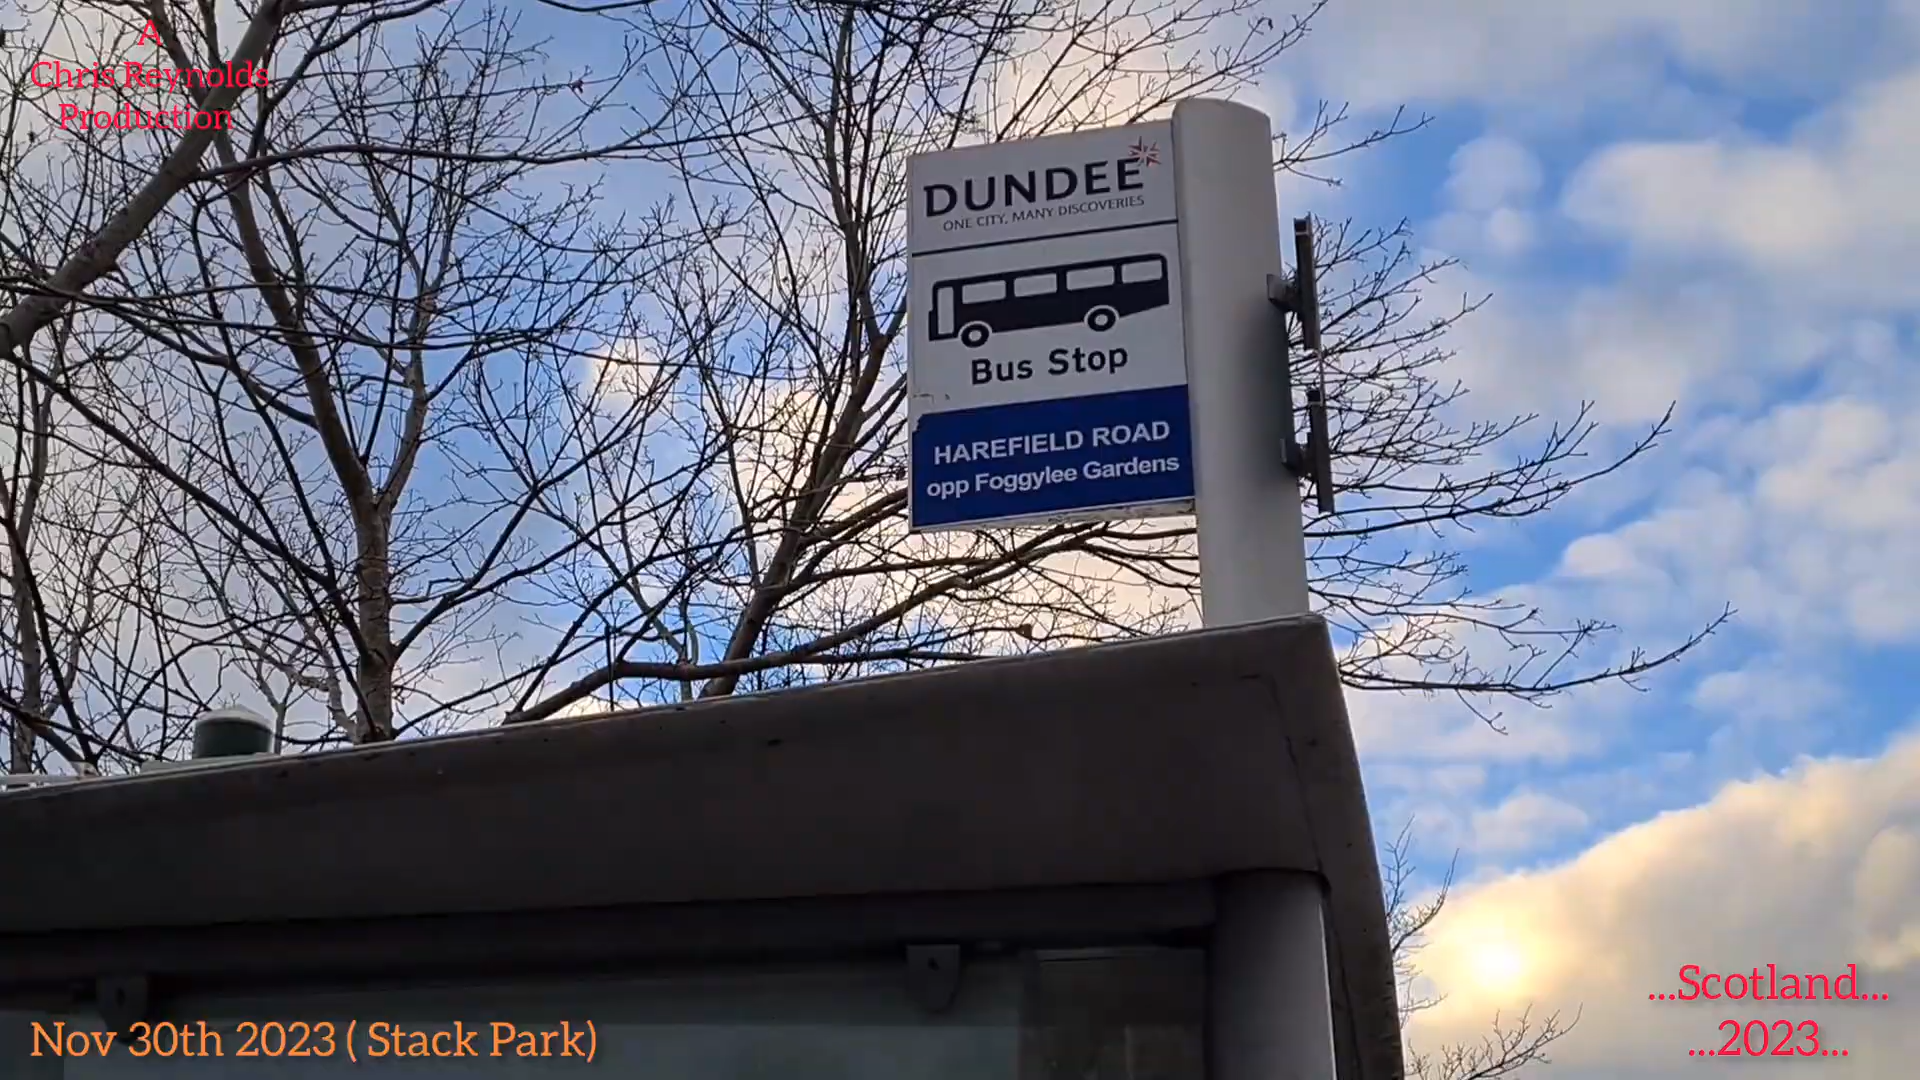 A
Chris Reynolds
Production
DUNDEE
ONE CITY, MANY DISCOVERIES
Bus Stop
HAREFIELD ROAD
opp Foggylee Gardens
Nov 30th 2023 ( Stack Park)
...Scotland...
...2023...